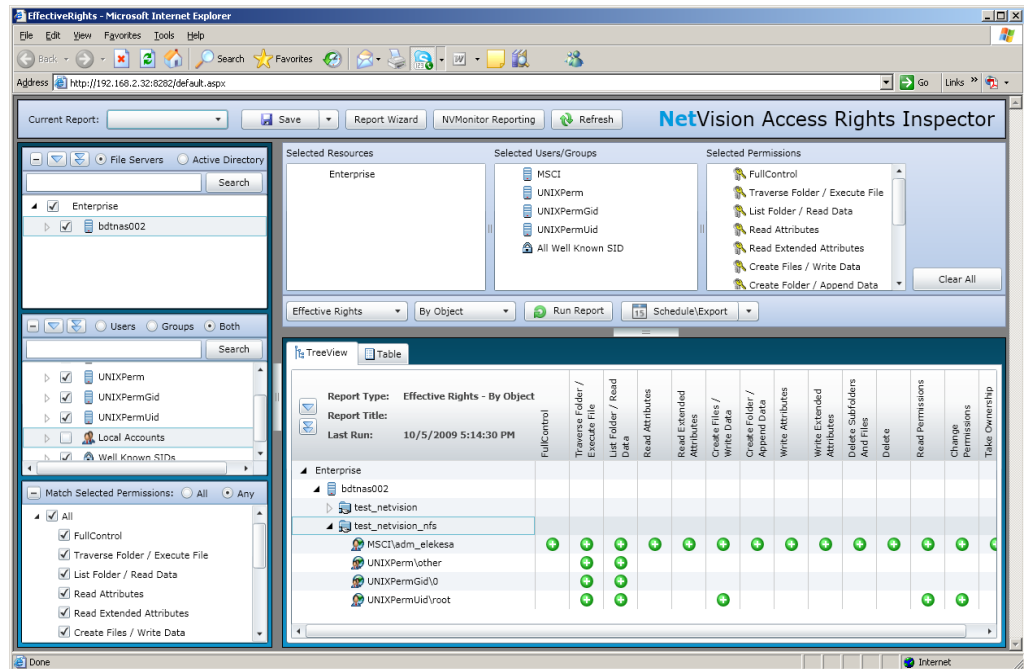 EffectiveRights - Microsoft Internet Explorer
File Edit View Favorites Tools Help
Back Search Favorites
Address http://192.168.2.32:8282/default.aspx Go Links »
Current Report: Save Report Wizard NVMonitor Reporting Refresh NetVision Access Rights Inspector
File Servers Active Directory
Search
Enterprise
bdtnas002
Selected Resources
Enterprise
Selected Users/Groups
MSCI
UNIXPerm
UNIXPermGid
UNIXPermUid
All Well Known SID
Selected Permissions
FullControl
Traverse Folder / Execute File
List Folder / Read Data
Read Attributes
Read Extended Attributes
Create Files / Write Data
Create Folder / Append Data
Clear All
Effective Rights By Object Run Report 15 Schedule\Export
Users Groups Both
Search
UNIXPerm
UNIXPermGid
UNIXPermUid
Local Accounts
Well Known SIDs
Match Selected Permissions: All Any
All
FullControl
Traverse Folder / Execute File
List Folder / Read Data
Read Attributes
Read Extended Attributes
Create Files / Write Data
TreeView Table
Report Type: Effective Rights - By Object
Report Title:
Last Run: 10/5/2009 5:14:30 PM
FullControl
Traverse Folder /
Execute File
List Folder / Read
Data
Read Attributes
Read Extended
Attributes
Create Files /
Write Data
Create Folder /
Append Data
Write Attributes
Write Extended
Attributes
Delete Subfolders
And Files
Delete
Read Permissions
Change
Permissions
Take Ownership
Enterprise
bdtnas002
test_netvision
test_netvision_nfs
MSCI\adm_elekesa
UNIXPerm\other
UNIXPermGid\0
UNIXPermUid\root
Done Internet